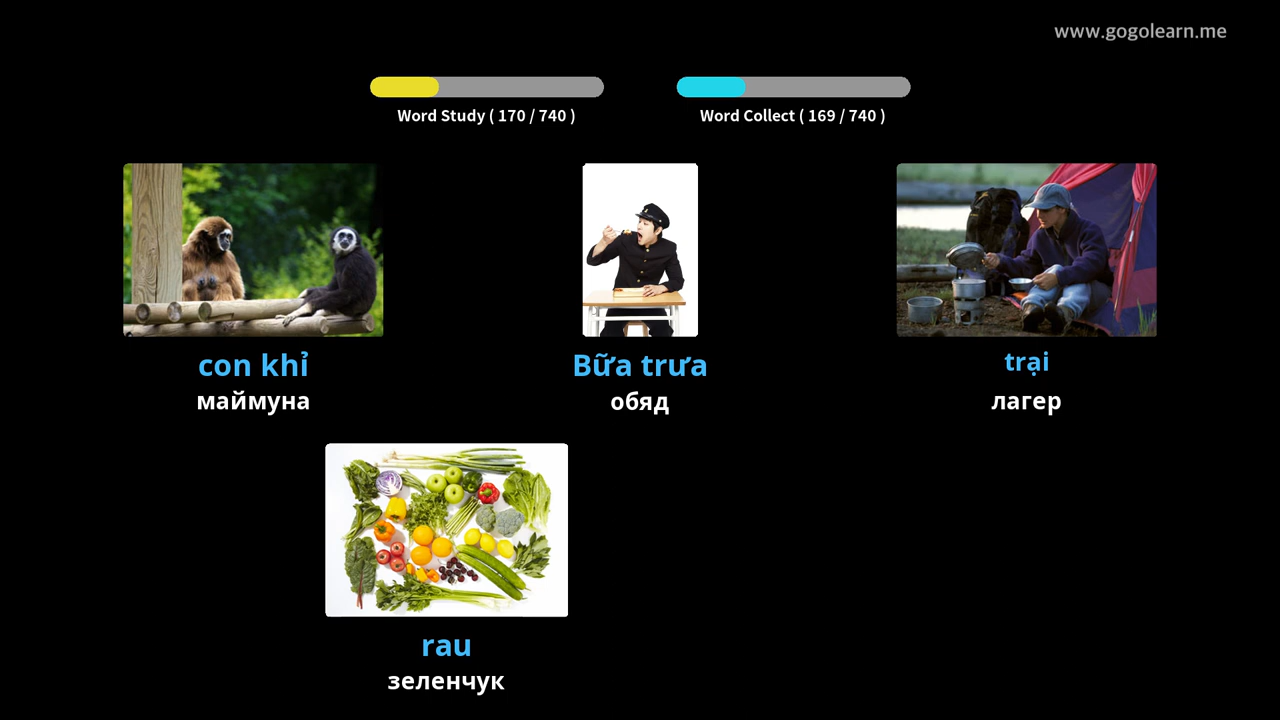 www.gogolearn.me
Word Study ( 170 / 740 )
Word Collect ( 169 / 740 )
con khỉ
маймуна
Bữa trưa
обяд
trại
лагер
rau
зеленчук